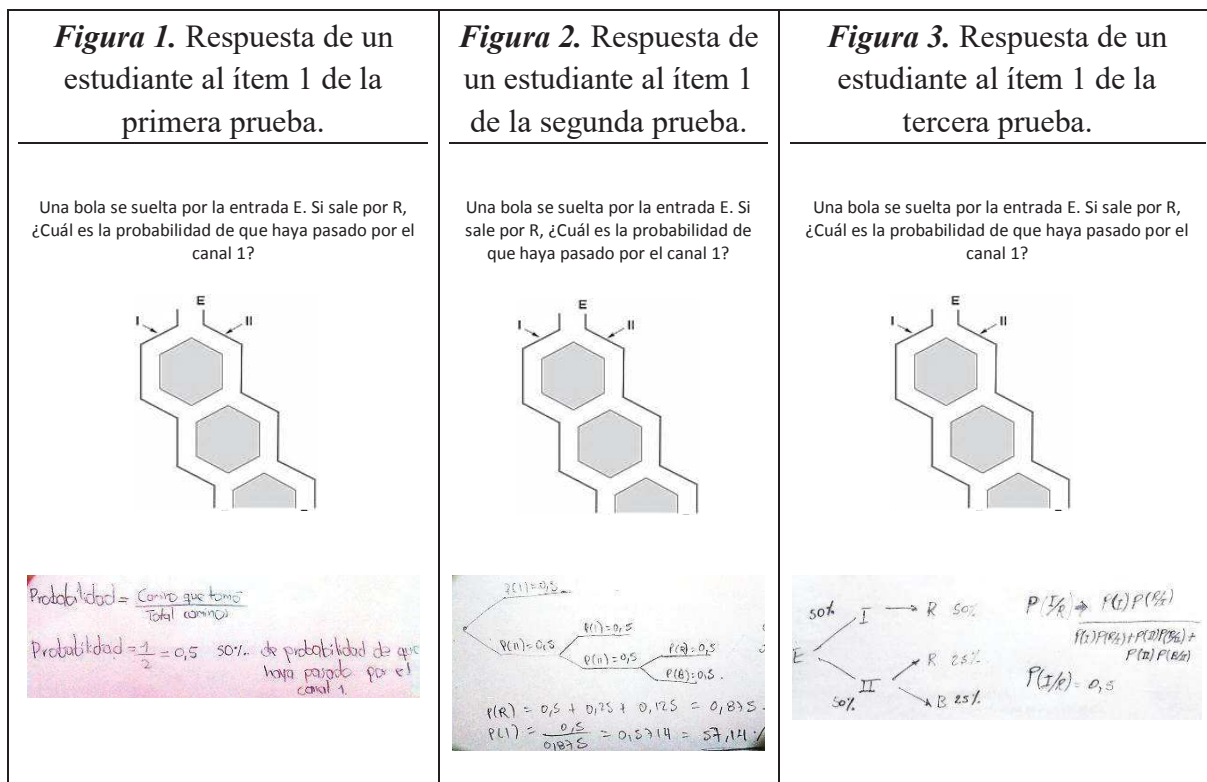 Figura 1. Respuesta de un
estudiante al ítem 1 de la
primera prueba.
Una bola se suelta por la entrada E. Si sale por R,
¿Cuál es la probabilidad de que haya pasado por el
canal 1?
E
I
II
Probabilidad = Camino que tomó
Total caminos
Probabilidad = 1
2
= 0,5 50% de probabilidad de que
haya pasado por el
canal 1.
Figura 2. Respuesta de
un estudiante al ítem 1
de la segunda prueba.
Una bola se suelta por la entrada E. Si
sale por R, ¿Cuál es la probabilidad de
que haya pasado por el canal 1?
E
I
II
P(I)=0,5
P(II)=0,5
P(I)=0,5
P(II)=0,5
P(R)=0,5
P(B)=0,5.
P(R) = 0,5 + 0,25 + 0,125 = 0,875.
P(I) = 0,5
0,875
= 0,5714 = 57,14%
Figura 3. Respuesta de un
estudiante al ítem 1 de la
tercera prueba.
Una bola se suelta por la entrada E. Si sale por R,
¿Cuál es la probabilidad de que haya pasado por el
canal 1?
E
I
II
50% I → R 50%
E
R 25%
50% II
B 25%
P(I/R) → P(I) P(R/I)
P(I)P(R/I)+P(II)P(R/II)+
P(II)P(B/II)
P(I/R) = 0,5